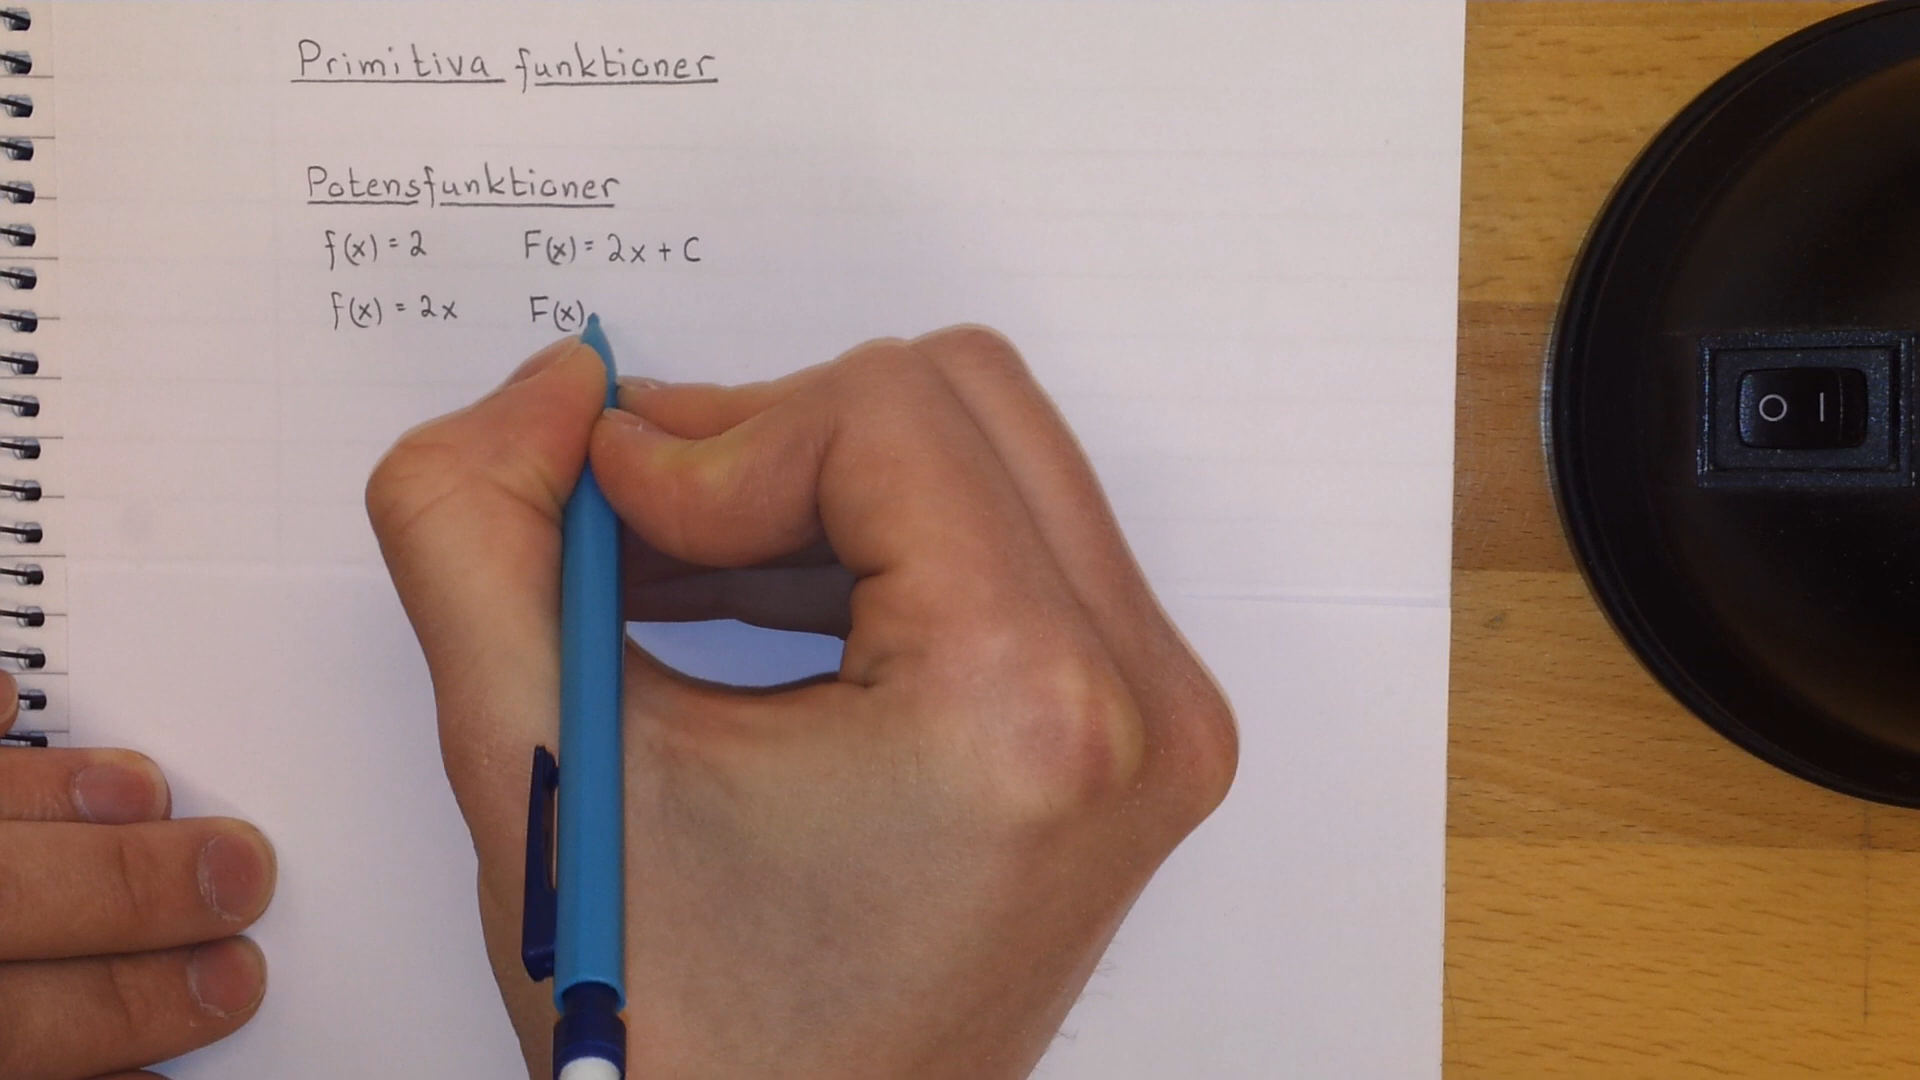 Primitiva funktioner
Potensfunktioner
f(x) = 2 F(x) = 2x + C
f(x) = 2x F(x)
O I